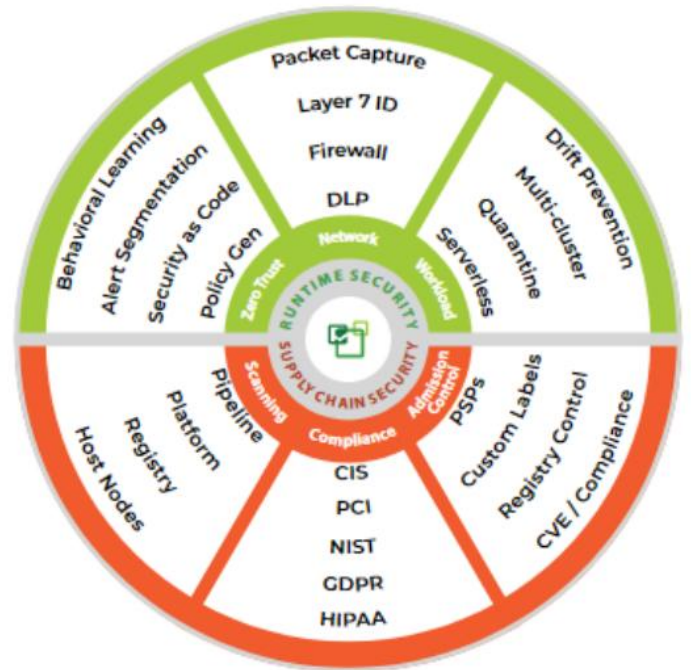 Packet Capture
Layer 7 ID
Firewall
DLP
Network
Behavioral Learning
Alert Segmentation
Security as Code
Policy Gen
Zero Trust
Drift Prevention
Multi-cluster
Quarantine
Serverless
Workload
RUNTIME SECURITY
SUPPLY CHAIN SECURITY
Scanning
Pipeline
Platform
Registry
Host Nodes
Compliance
CIS
PCI
NIST
GDPR
HIPAA
Admission
Control
PSPs
Custom Labels
Registry Control
CVE / Compliance